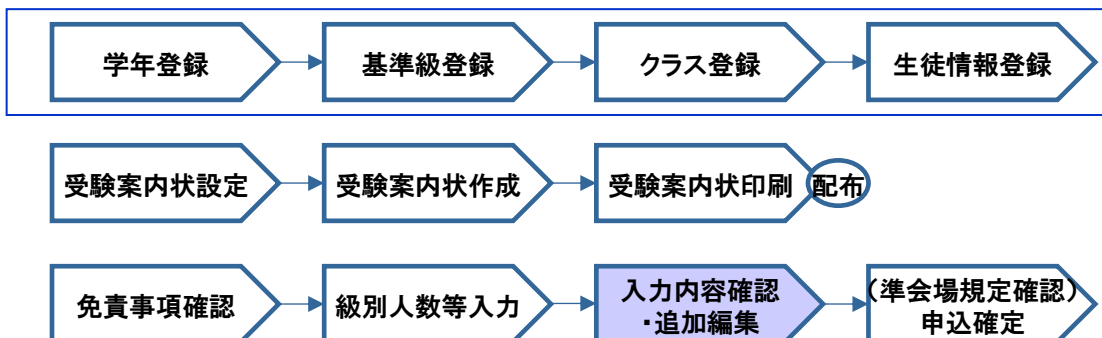 学年登録
基準級登録
クラス登録
生徒情報登録
受験案内状設定
受験案内状作成
受験案内状印刷
配布
免責事項確認
級別人数等入力
入力内容確認
・追加編集
(準会場規定確認)
申込確定